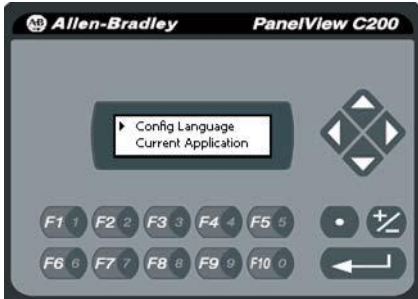 AB Allen-Bradley PanelView C200
Config Language
Current Application
F1 1 F2 2 F3 3 F4 4 F5 5 • +/-
F6 6 F7 7 F8 8 F9 9 F10 0